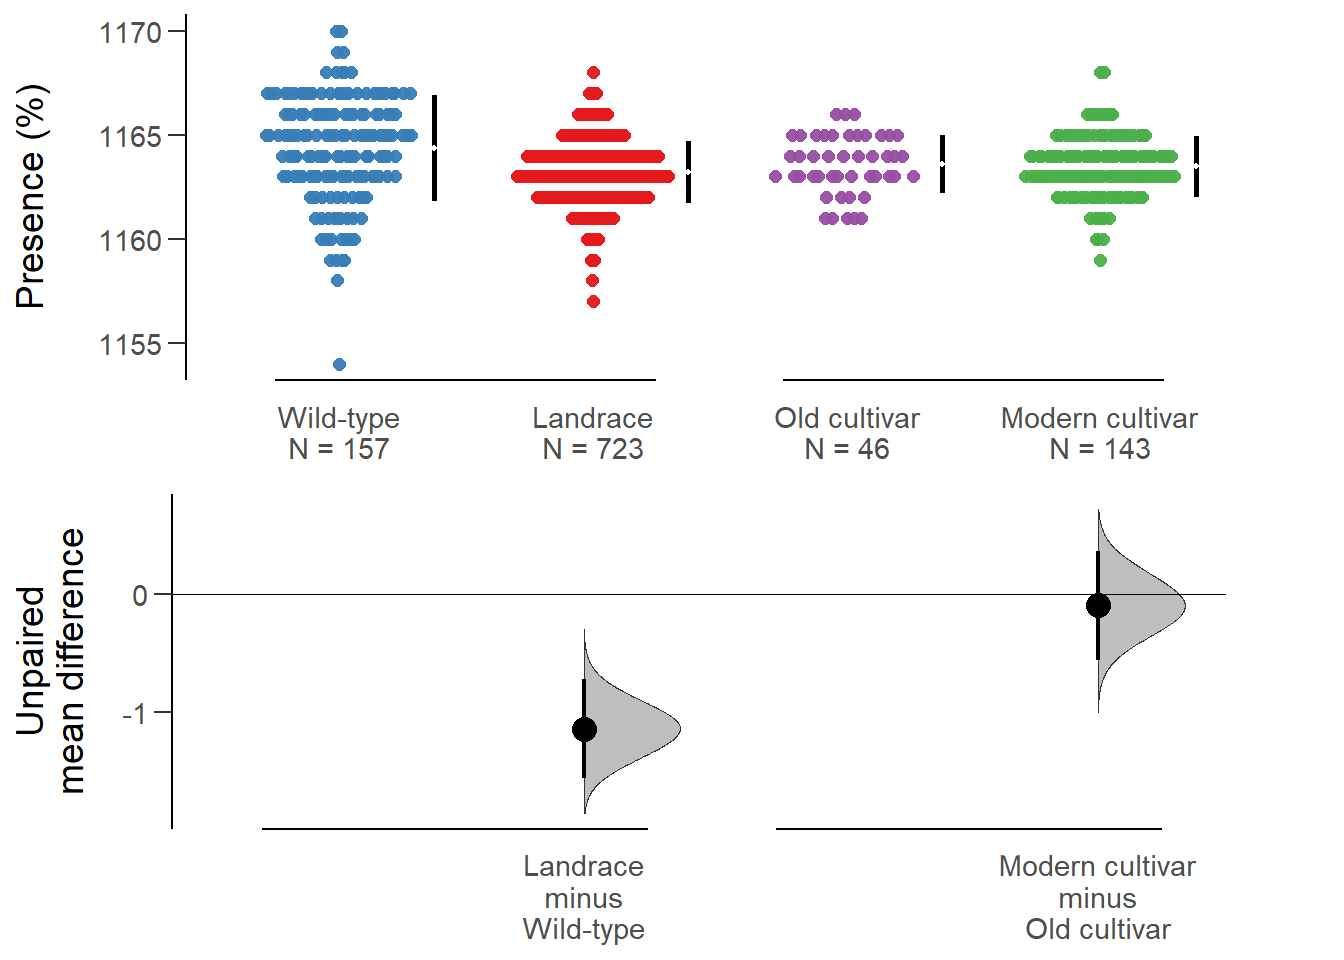 Presence (%)
1170
1165
1160
1155
Wild-type
N = 157
Landrace
N = 723
Old cultivar
N = 46
Modern cultivar
N = 143
Unpaired
mean difference
0
-1
Landrace
minus
Wild-type
Modern cultivar
minus
Old cultivar